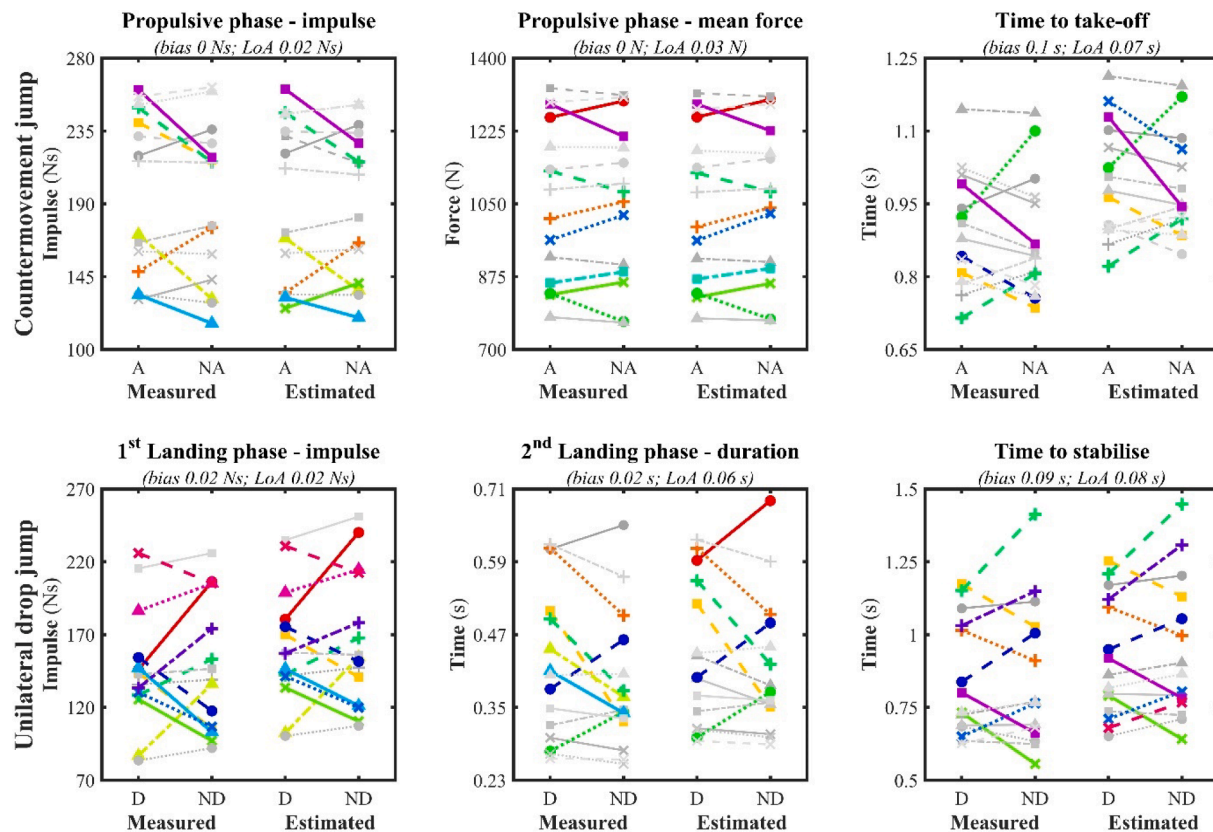 Propulsive phase - impulse
(bias 0 Ns; LoA 0.02 Ns)
Counternovement jump
Impulse (Ns)
280
235
190
145
100
A NA A NA
Measured Estimated
Propulsive phase - mean force
(bias 0 N; LoA 0.03 N)
Force (N)
1400
1225
1050
875
700
A NA A NA
Measured Estimated
Time to take-off
(bias 0.1 s; LoA 0.07 s)
Time (s)
1.25
1.1
0.95
0.8
0.65
A NA A NA
Measured Estimated
1st Landing phase - impulse
(bias 0.02 Ns; LoA 0.02 Ns)
Unilateral drop jump
Impulse (Ns)
270
220
170
120
70
D ND D ND
Measured Estimated
2nd Landing phase - duration
(bias 0.02 s; LoA 0.06 s)
Time (s)
0.71
0.59
0.47
0.35
0.23
D ND D ND
Measured Estimated
Time to stabilise
(bias 0.09 s; LoA 0.08 s)
Time (s)
1.5
1.25
1
0.75
0.5
D ND D ND
Measured Estimated